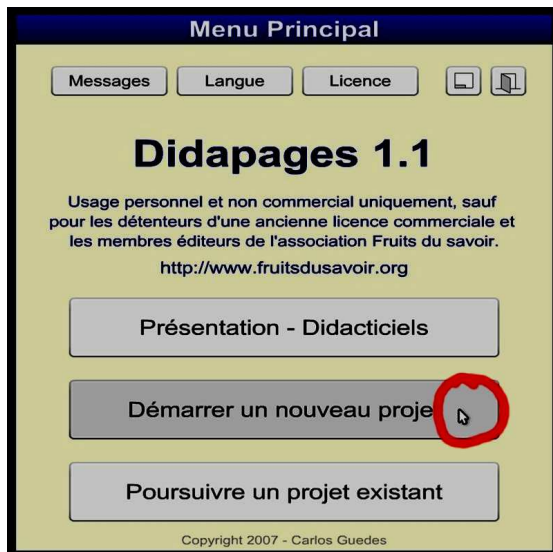 Menu Principal
Messages Langue Licence
Didapages 1.1
Usage personnel et non commercial uniquement, sauf
pour les détenteurs d'une ancienne licence commerciale et
les membres éditeurs de l'association Fruits du savoir.
http://www.fruitsdusavoir.org
Présentation - Didacticiels
Démarrer un nouveau proje
Poursuivre un projet existant
Copyright 2007 - Carlos Guedes